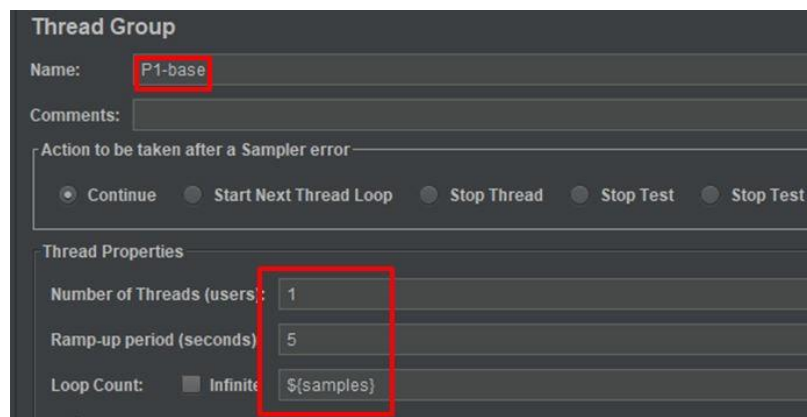 Thread Group
Name: P1-base
Comments:
Action to be taken after a Sampler error
Continue Start Next Thread Loop Stop Thread Stop Test Stop Test
Thread Properties
Number of Threads (users): 1
Ramp-up period (seconds) 5
Loop Count: Infinite ${samples}